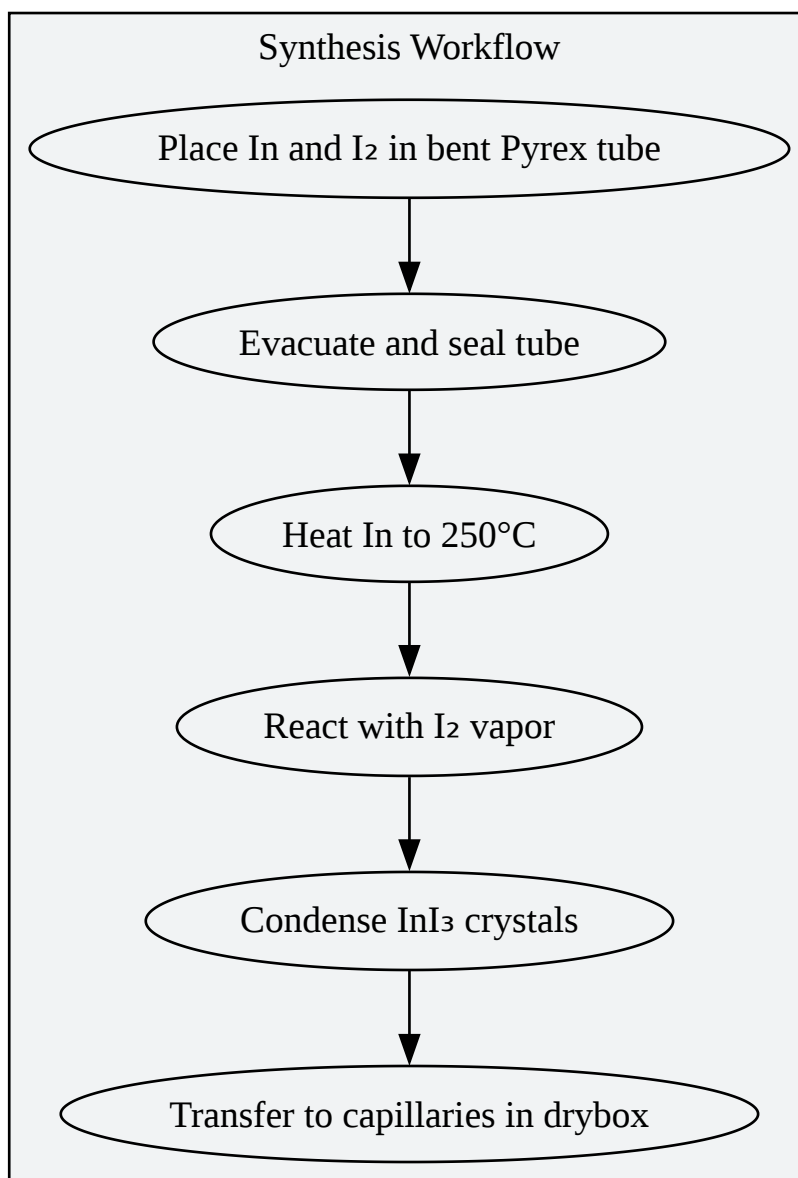 Synthesis Workflow
Place In and I₂ in bent Pyrex tube
Evacuate and seal tube
Heat In to 250°C
React with I₂ vapor
Condense InI₃ crystals
Transfer to capillaries in drybox